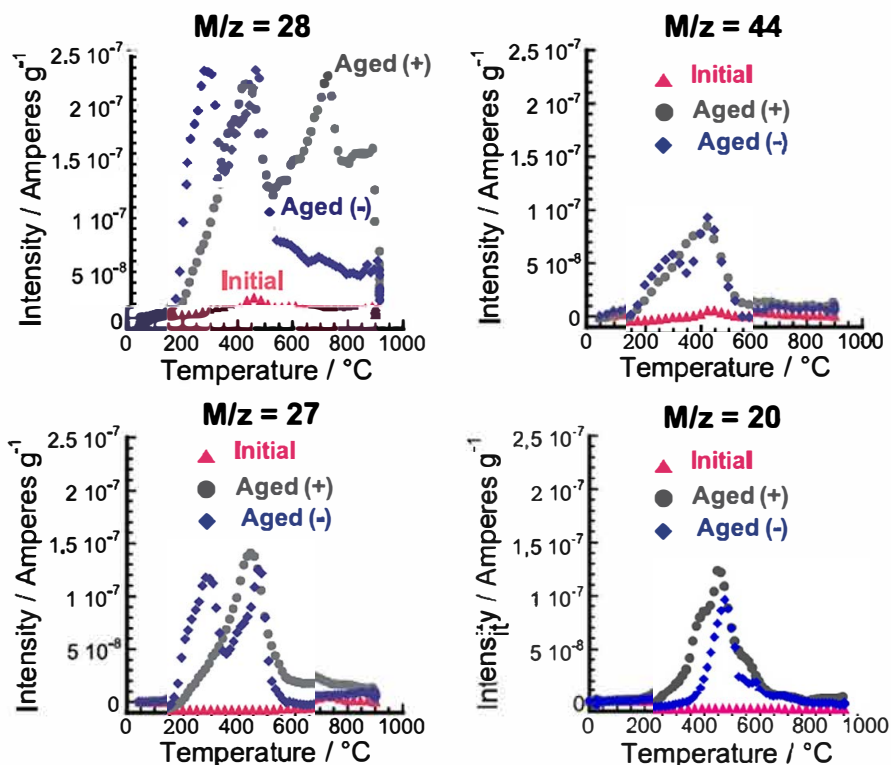 M/z = 28
Intensity / Amperes g⁻¹
2.5 10⁻⁷
2 10⁻⁷
1.5 10⁻⁷
1 10⁻⁷
5 10⁻⁸
0
Aged (+)
Aged (-)
Initial
0 200 400 600 800 1000
Temperature / °C
M/z = 44
Intensity / Amperes g⁻¹
2.5 10⁻⁷
2 10⁻⁷
1.5 10⁻⁷
1 10⁻⁷
5 10⁻⁸
0
Initial
Aged (+)
Aged (-)
0 200 400 600 800 1000
Temperature / °C
M/z = 27
Intensity / Amperes g⁻¹
2.5 10⁻⁷
2 10⁻⁷
1.5 10⁻⁷
1 10⁻⁷
5 10⁻⁸
0
Initial
Aged (+)
Aged (-)
0 200 400 600 800 1000
Temperature / °C
M/z = 20
Intensity / Amperes g⁻¹
2,5 10⁻⁷
2 10⁻⁷
1.5 10⁻⁷
1 10⁻⁷
5 10⁻⁸
0
Initial
Aged (+)
Aged (-)
0 200 400 600 800 1000
Temperature / °C